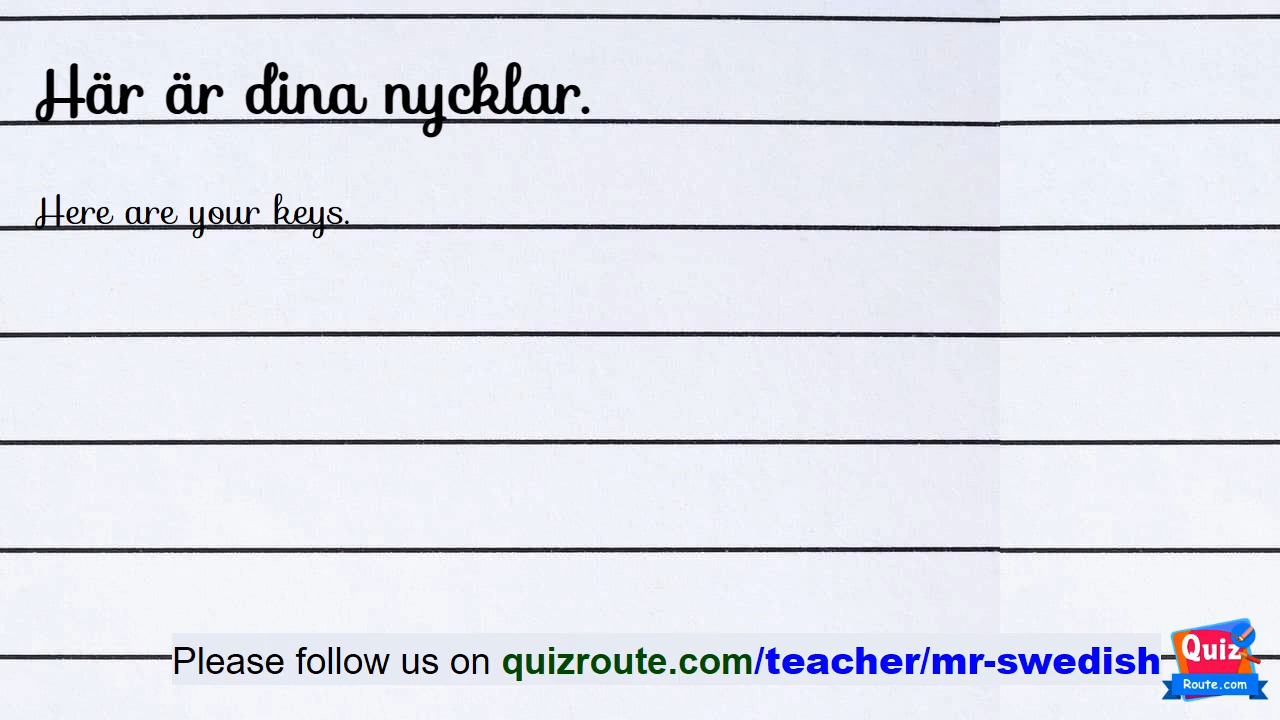 Här är dina nycklar.
Here are your keys.
Please follow us on quizroute.com/teacher/mr-swedish
Quiz
Route.com